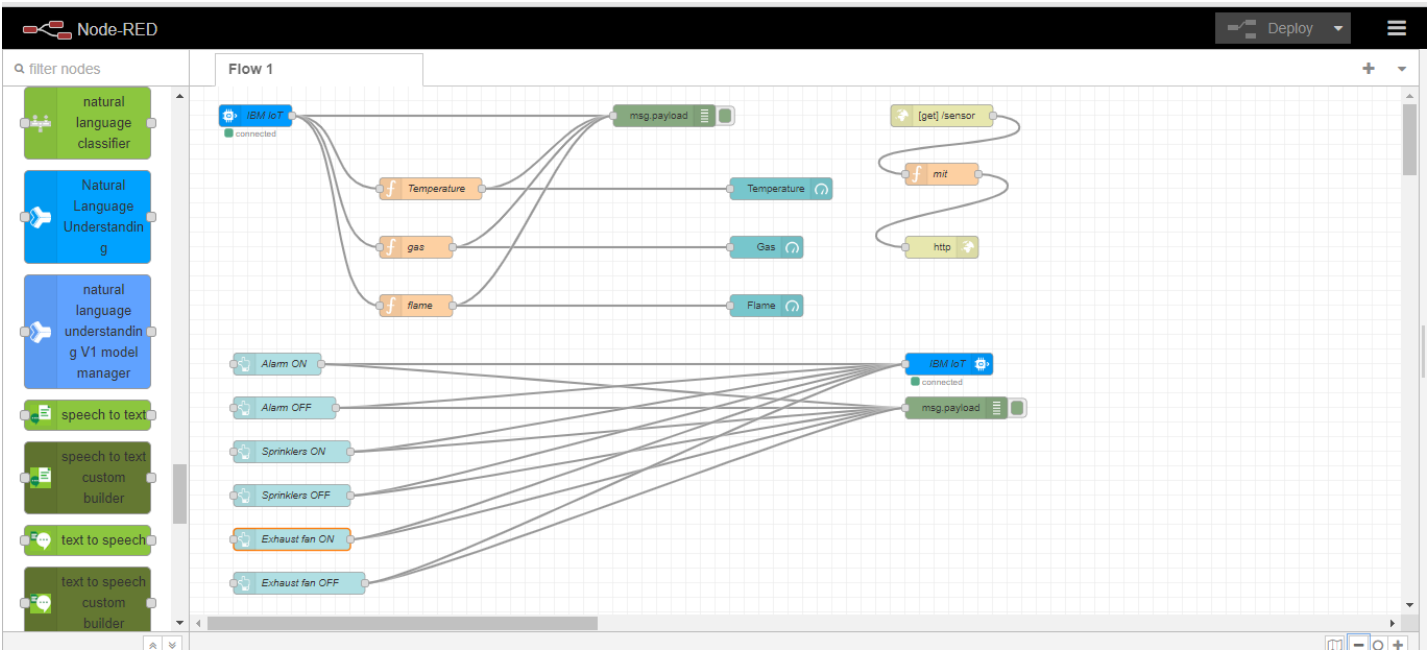 Node-RED
Deploy
filter nodes
Flow 1
natural
language
classifier
Natural
Language
Understandin
g
natural
language
understandin
g V1 model
manager
speech to text
speech to text
custom
builder
text to speech
text to speech
custom
builder
IBM IoT
connected
msg.payload
Temperature
Temperature
gas
Gas
flame
Flame
[get] /sensor
mit
http
Alarm ON
Alarm OFF
Sprinklers ON
Sprinklers OFF
Exhaust fan ON
Exhaust fan OFF
IBM IoT
connected
msg.payload